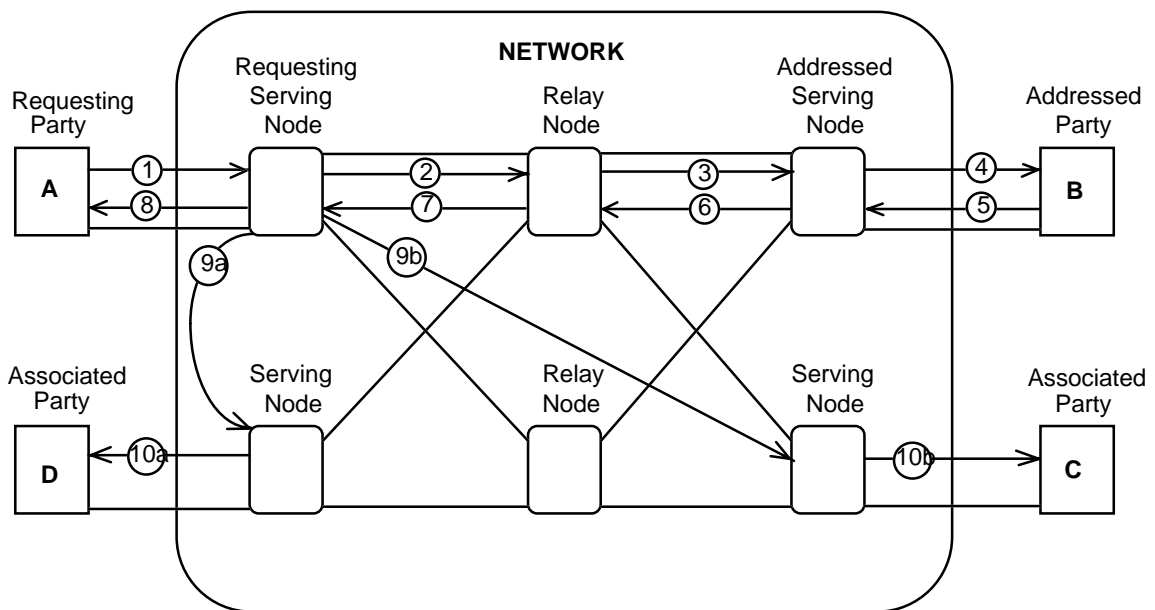 NETWORK
Requesting
Serving
Node
Relay
Node
Addressed
Serving
Node
Requesting
Party
Addressed
Party
A
1
2
3
4
B
8
7
6
5
9a
9b
Associated
Party
Serving
Node
Relay
Node
Serving
Node
Associated
Party
D
10a
10b
C